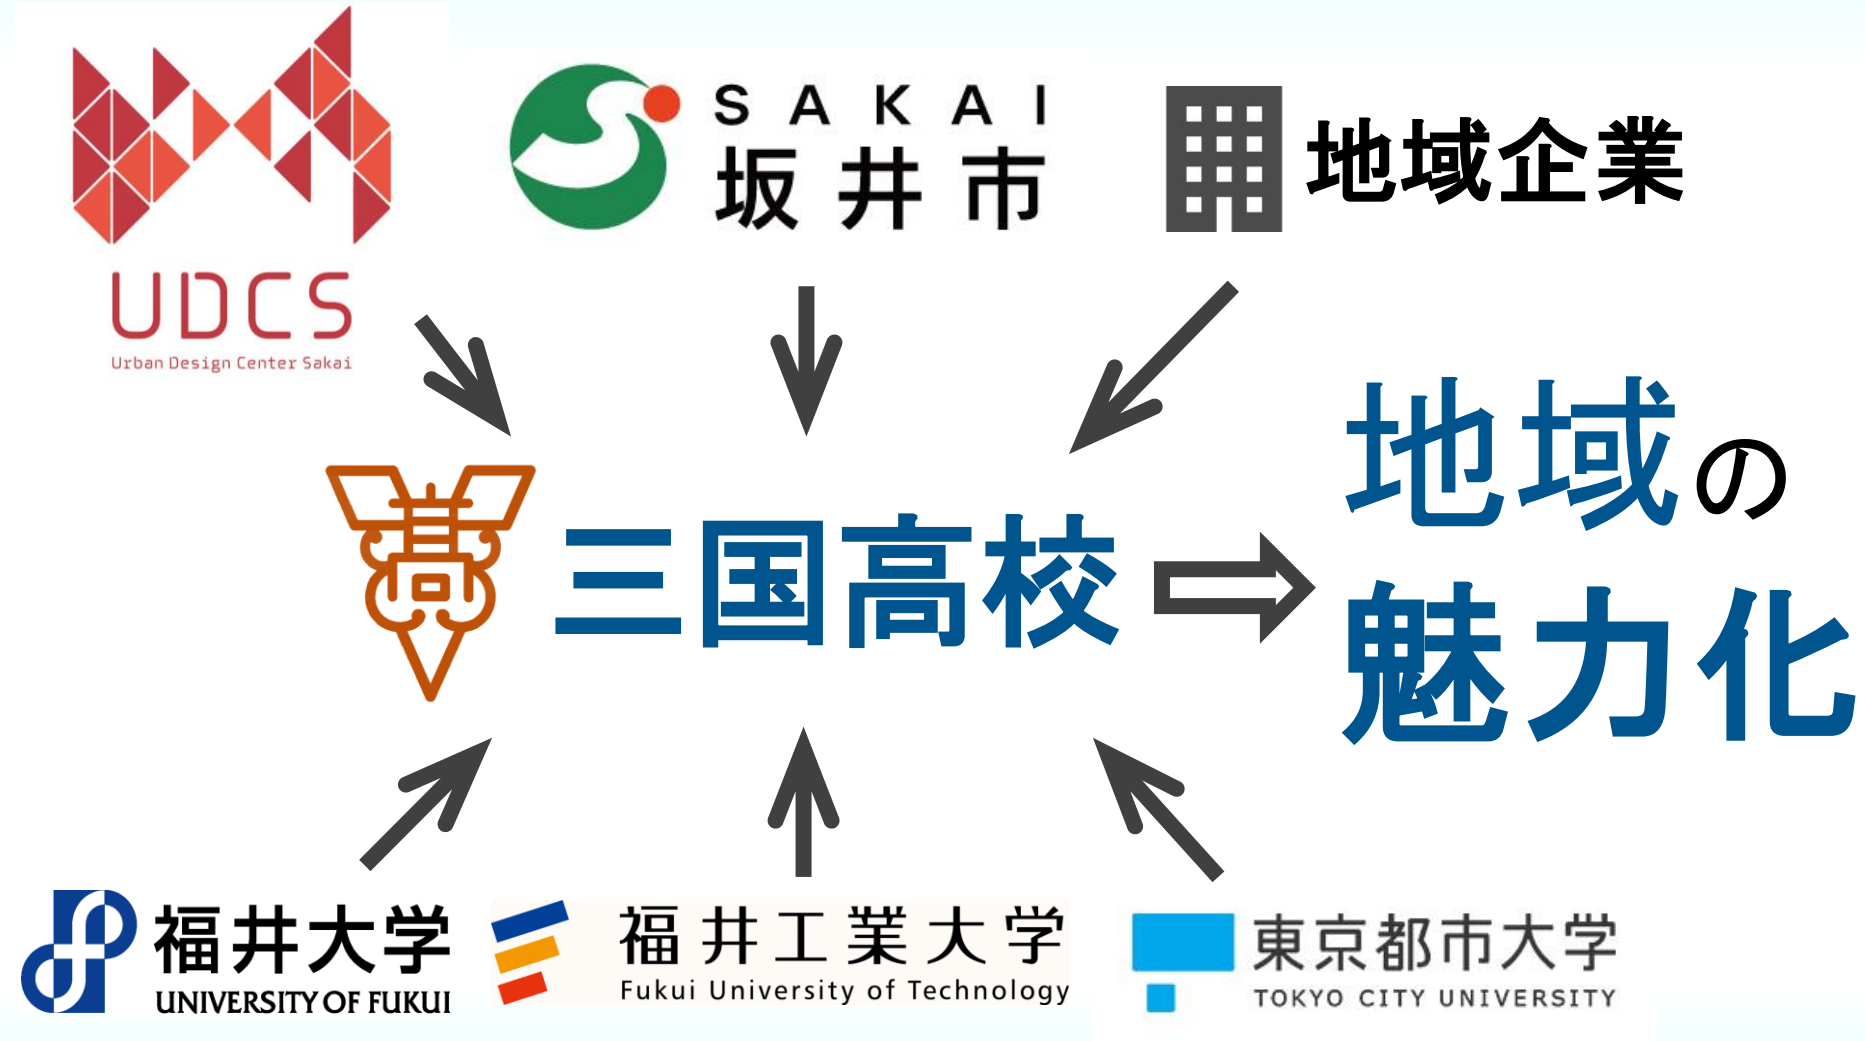 UDCS
Urban Design Center Sakai
SAKAI
坂井市
地域企業
高
三国高校
地域の
魅力化
福井大学
UNIVERSITY OF FUKUI
福井工業大学
Fukui University of Technology
東京都市大学
TOKYO CITY UNIVERSITY